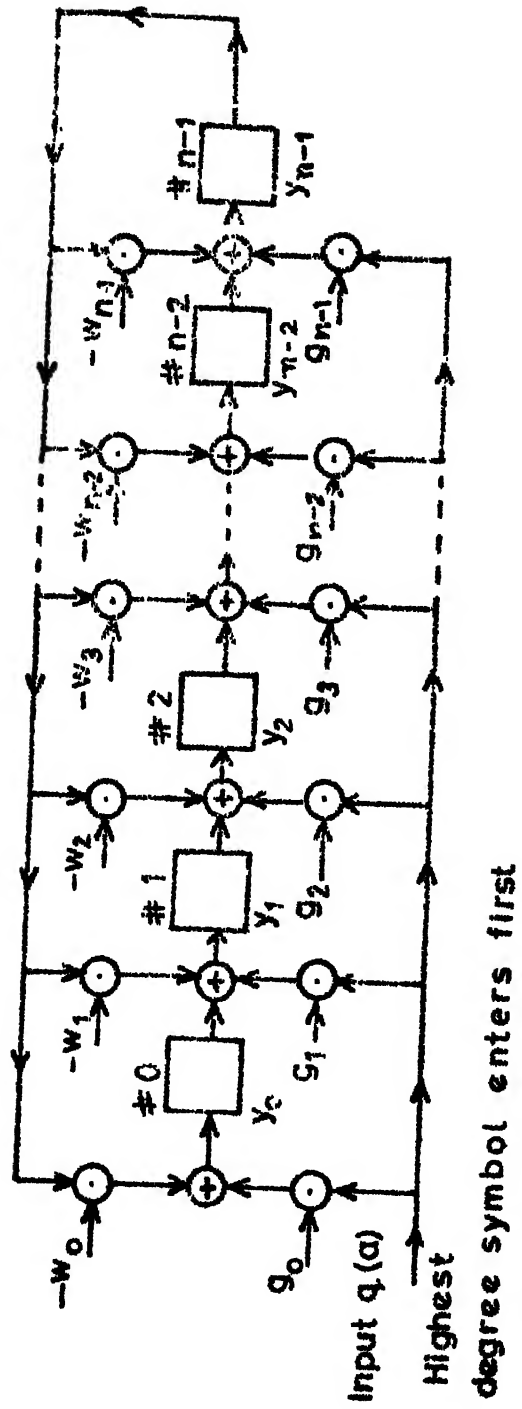 -w₀ -w₁ -w₂ -w₃ -wₙ₋₂ -wₙ₋₁
#0 #1 #2 #n-2 #n-1
y₀ y₁ y₂ yₙ₋₂ yₙ₋₁
g₀ g₁ g₂ g₃ gₙ₋₂ gₙ₋₁
Input q(a)
Highest
degree symbol enters first